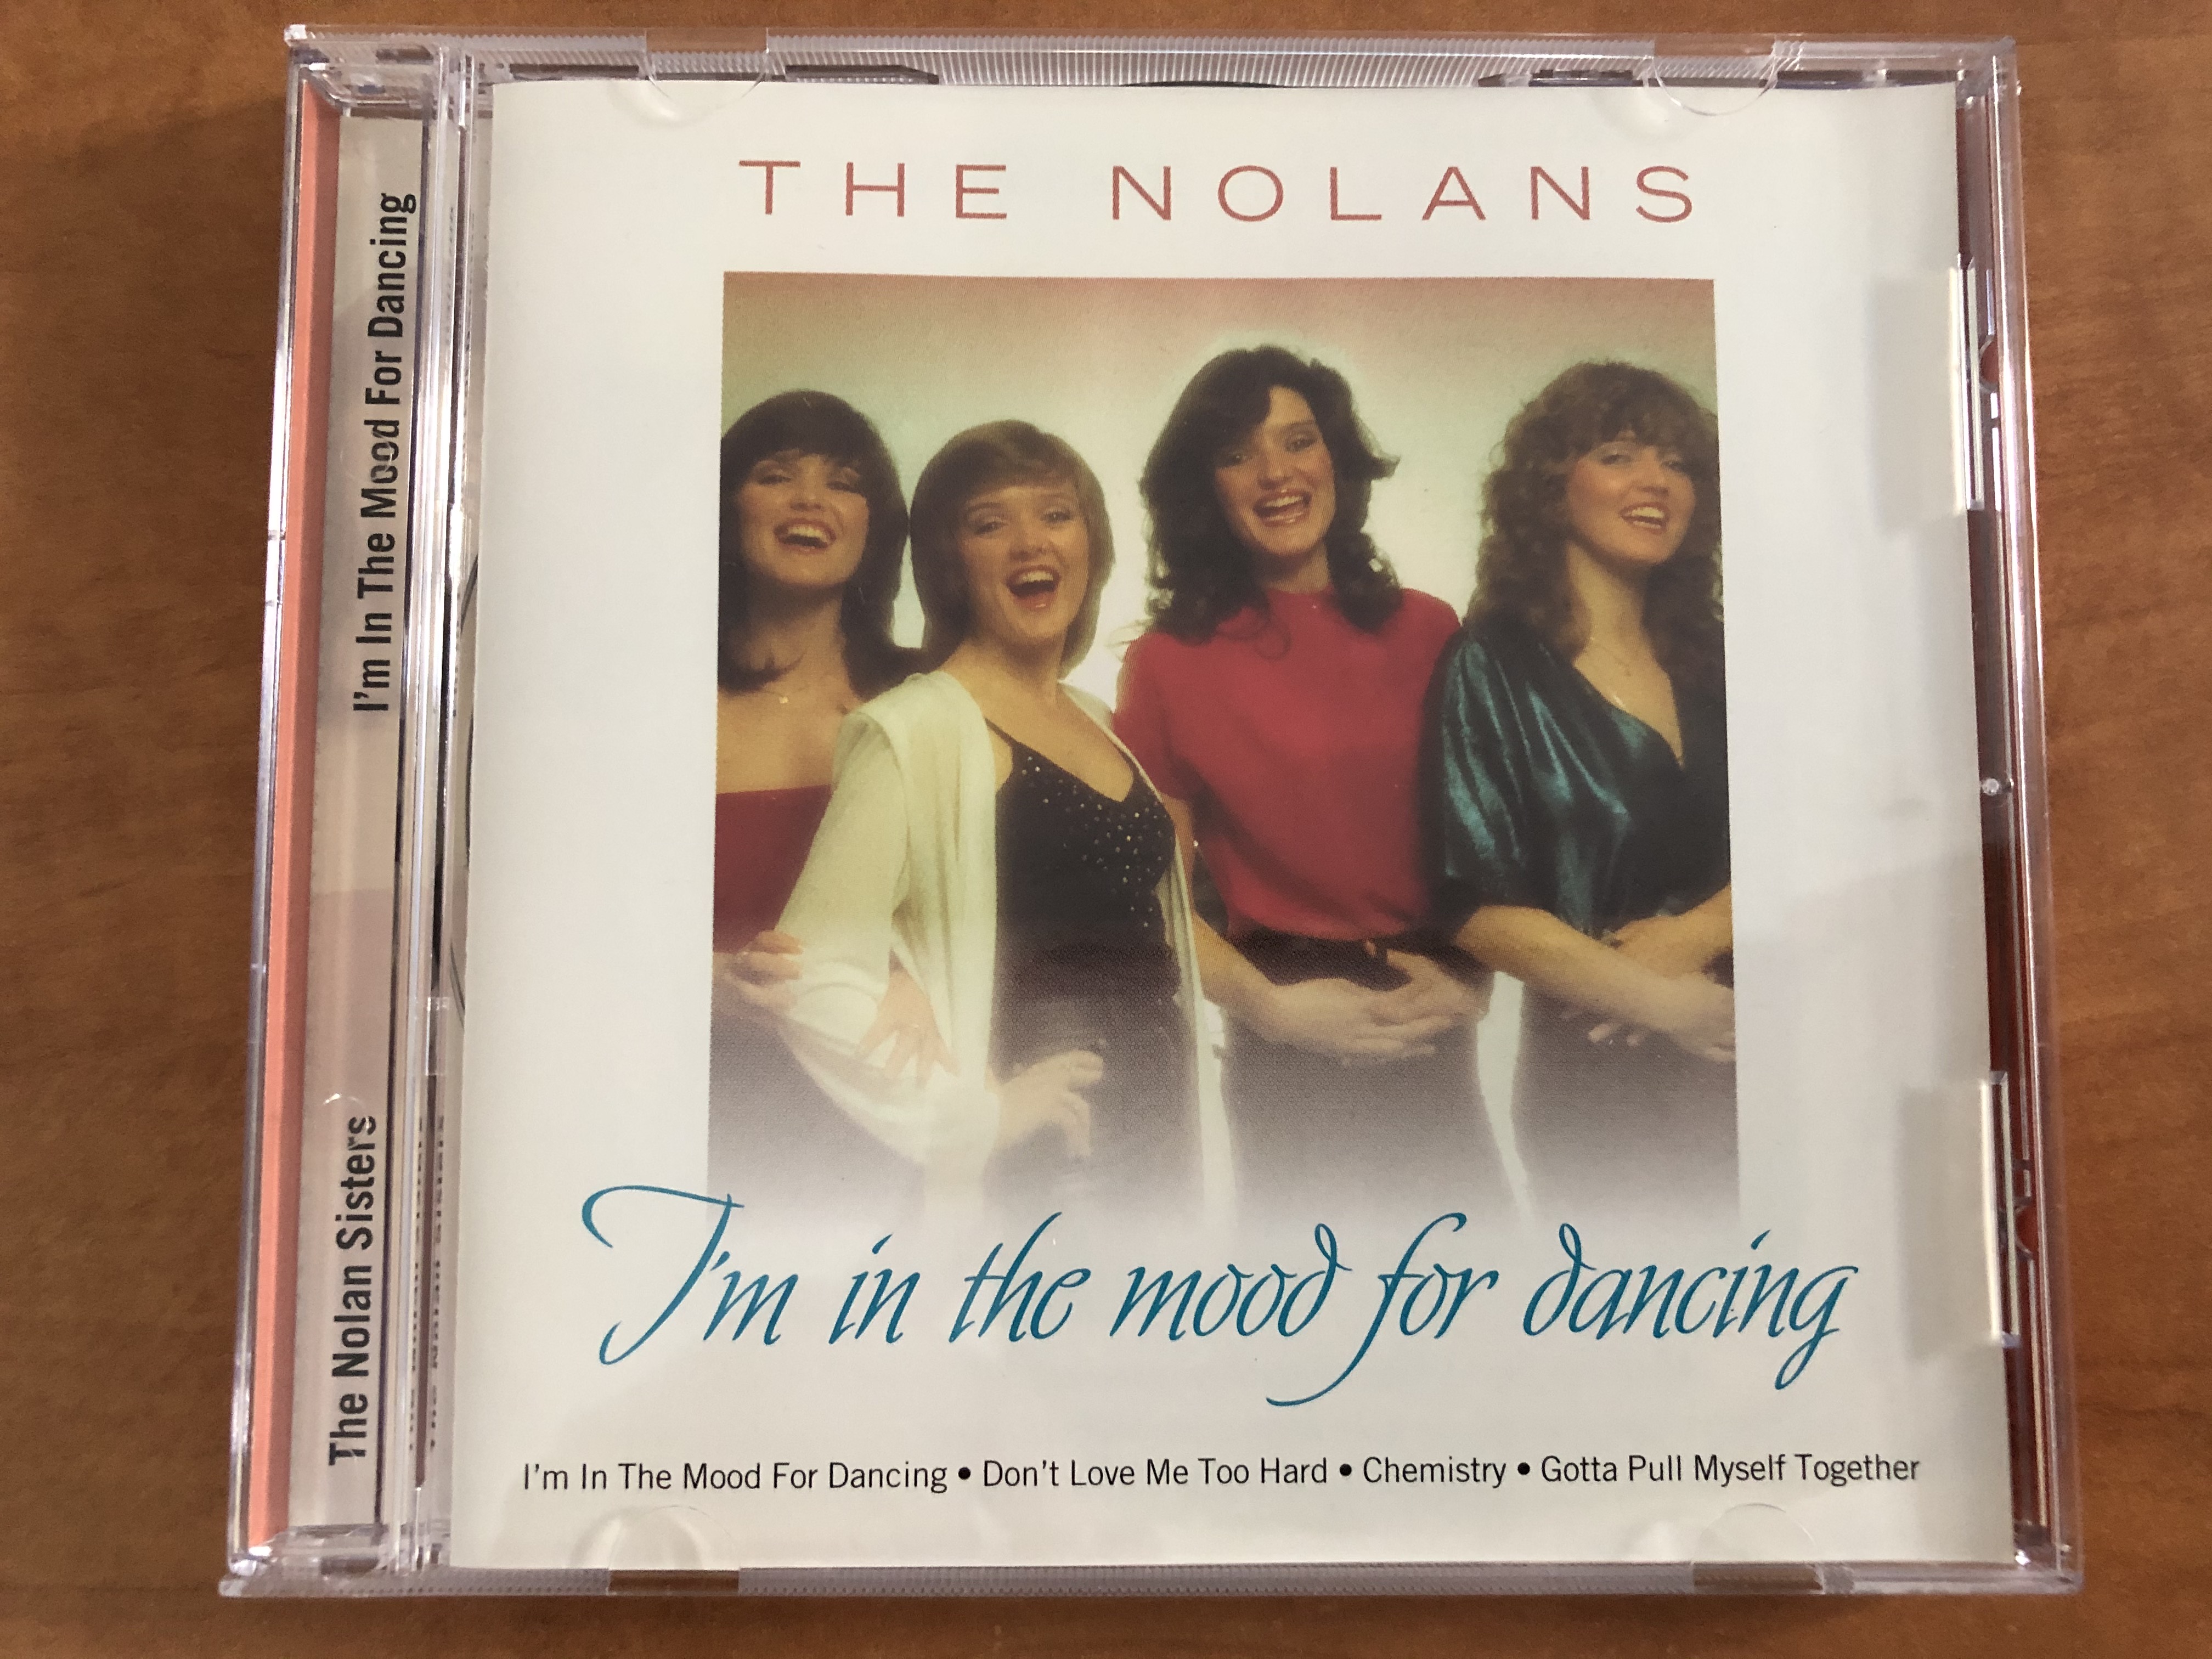 THE NOLANS
I'm in the mood for dancing
I'm In The Mood For Dancing • Don't Love Me Too Hard • Chemistry • Gotta Pull Myself Together
The Nolan Sisters
I'm In The Mood For Dancing